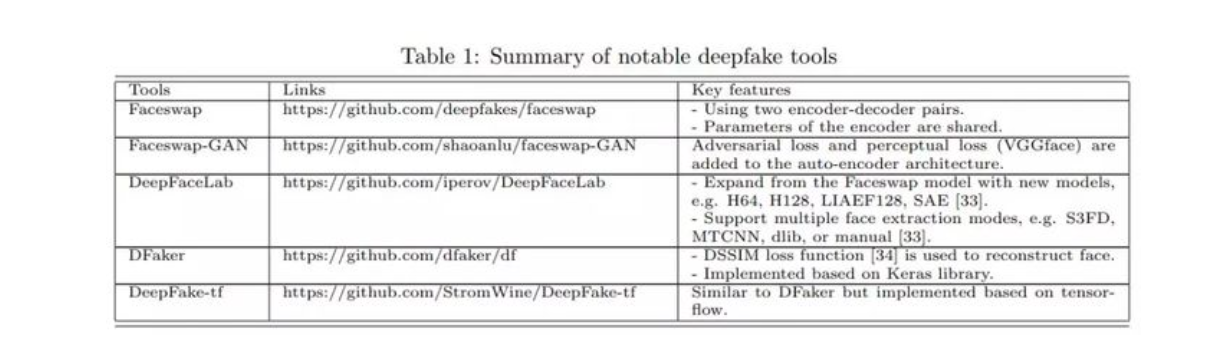 Table 1: Summary of notable deepfake tools
Tools Links Key features
Faceswap https://github.com/deepfakes/faceswap - Using two encoder-decoder pairs.
- Parameters of the encoder are shared.
Faceswap-GAN https://github.com/shaoanlu/faceswap-GAN Adversarial loss and perceptual loss (VGGface) are
added to the auto-encoder architecture.
DeepFaceLab https://github.com/iperov/DeepFaceLab - Expand from the Faceswap model with new models,
e.g. H64, H128, LIAEF128, SAE [33].
- Support multiple face extraction modes, e.g. S3FD,
MTCNN, dlib, or manual [33].
DFaker https://github.com/dfaker/df - DSSIM loss function [34] is used to reconstruct face.
- Implemented based on Keras library.
DeepFake-tf https://github.com/StromWine/DeepFake-tf Similar to DFaker but implemented based on tensor-
flow.